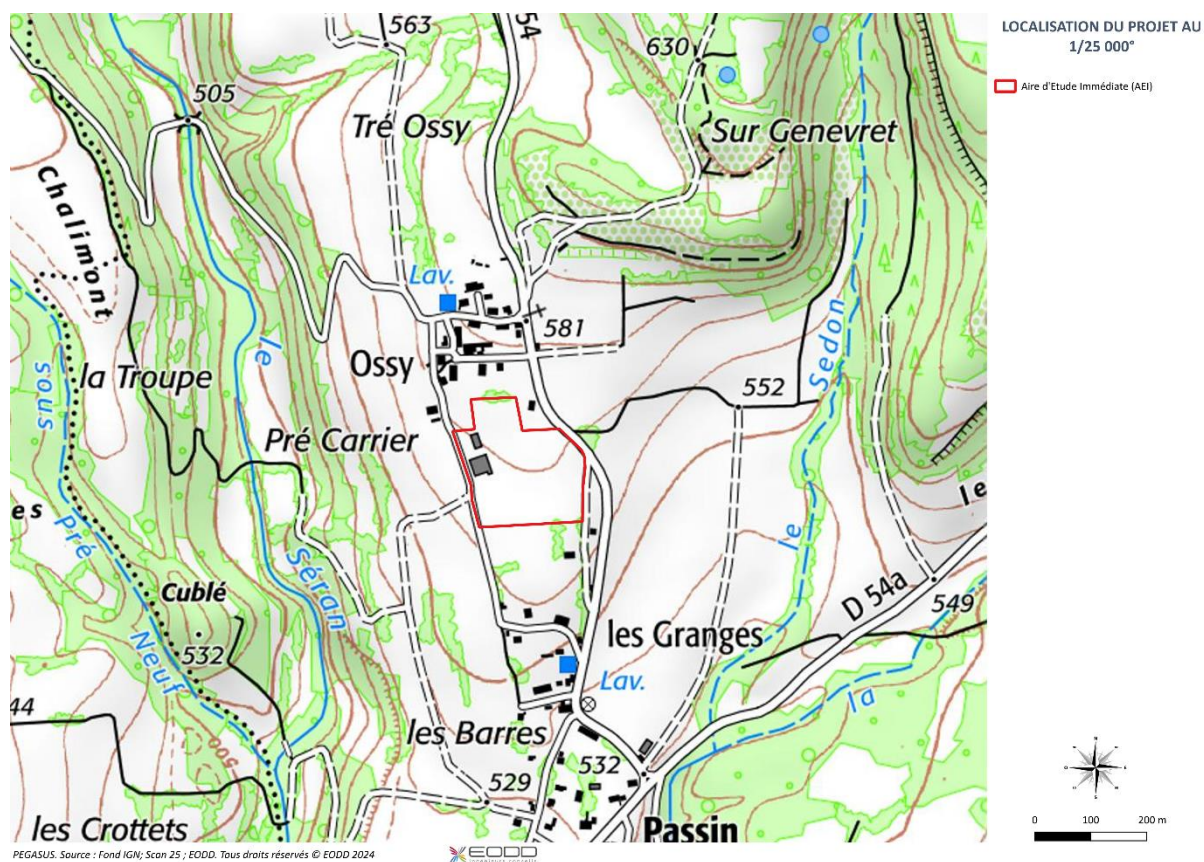 LOCALISATION DU PROJET AU
1/25 000°
Aire d'Etude Immédiate (AEI)
563
54
630
505
Tré Ossy
Sur Genevret
Chalimont
Lav.
581
Ossy
le
la Troupe
sous
Sedon
552
Pré Carrier
es
le
le
Pré
Séran
Cublé
D 54a
549
532
les Granges
Neuf
Lav.
la
44
500
les Barres
532
529
les Crottets
Passin
0 100 200 m
PEGASUS. Source : Fond IGN; Scan 25 ; EODD. Tous droits réservés © EODD 2024
EODD